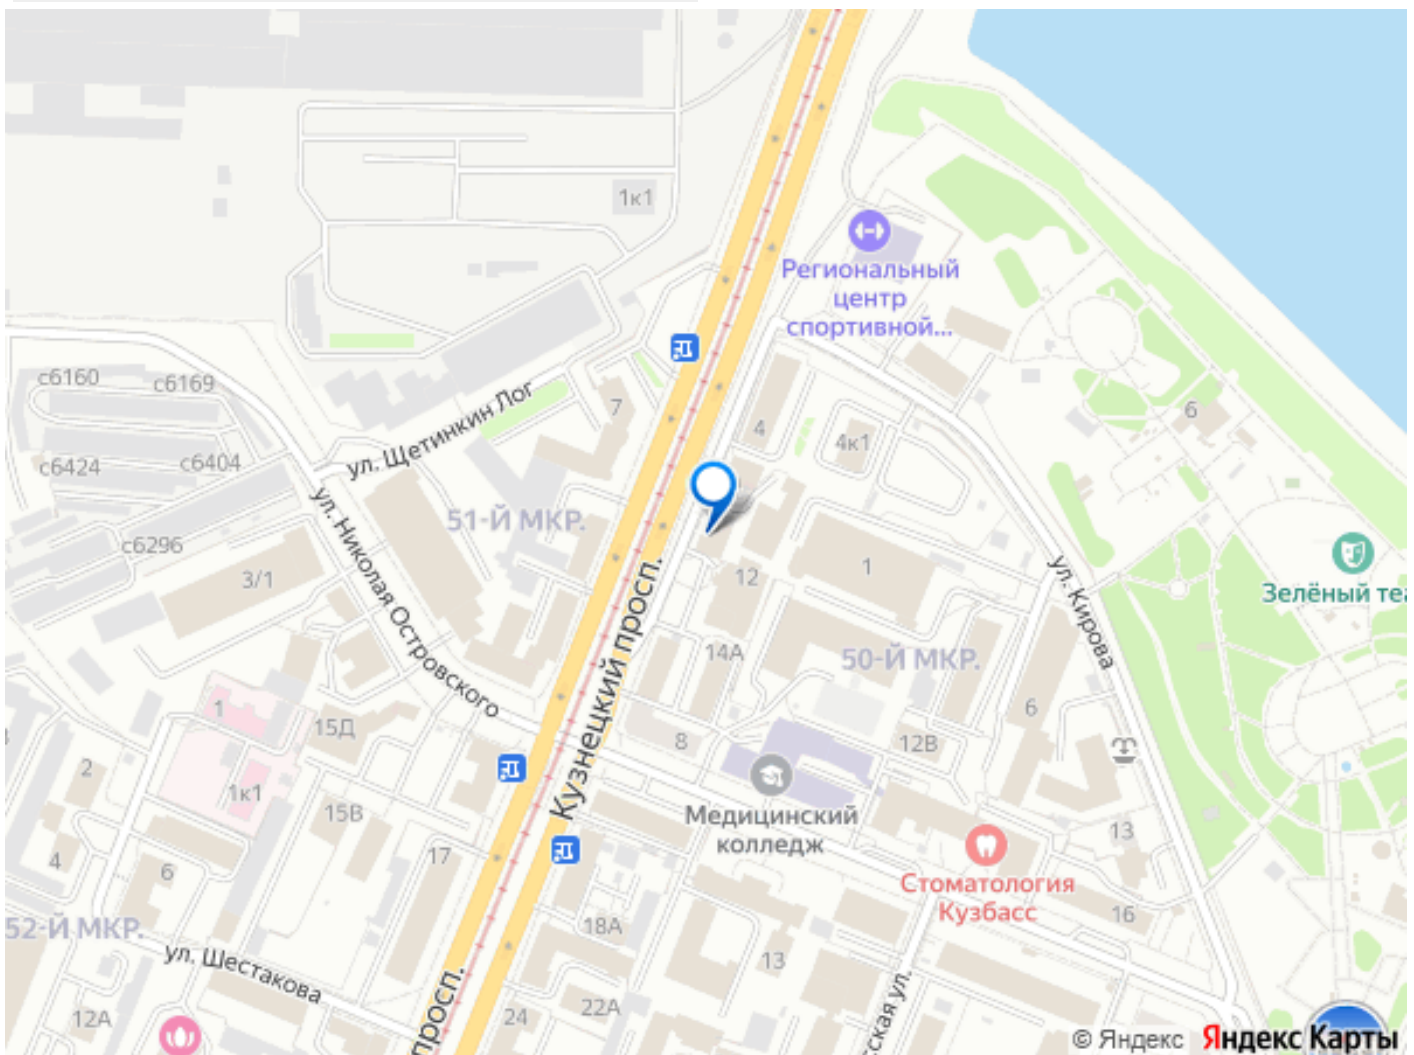 1к1
Региональный
центр
спортивной...
с6160
с6169
7
ул. Щетинкин Лог
4
4к1
6
с6424
с6404
ул. Николая Островского
51-Й МКР.
с6296
3/1
12
1
ул. Кирова
Зелёный теа
Кузнецкий просп.
14А
50-Й МКР.
1
15Д
6
8
12В
2
1к1
15В
Медицинский
колледж
13
17
4
6
Стоматология
Кузбасс
16
52-Й МКР.
18А
ул. Шестакова
13
просп.
12А
24
22А
ская ул.
© Яндекс Яндекс Карты